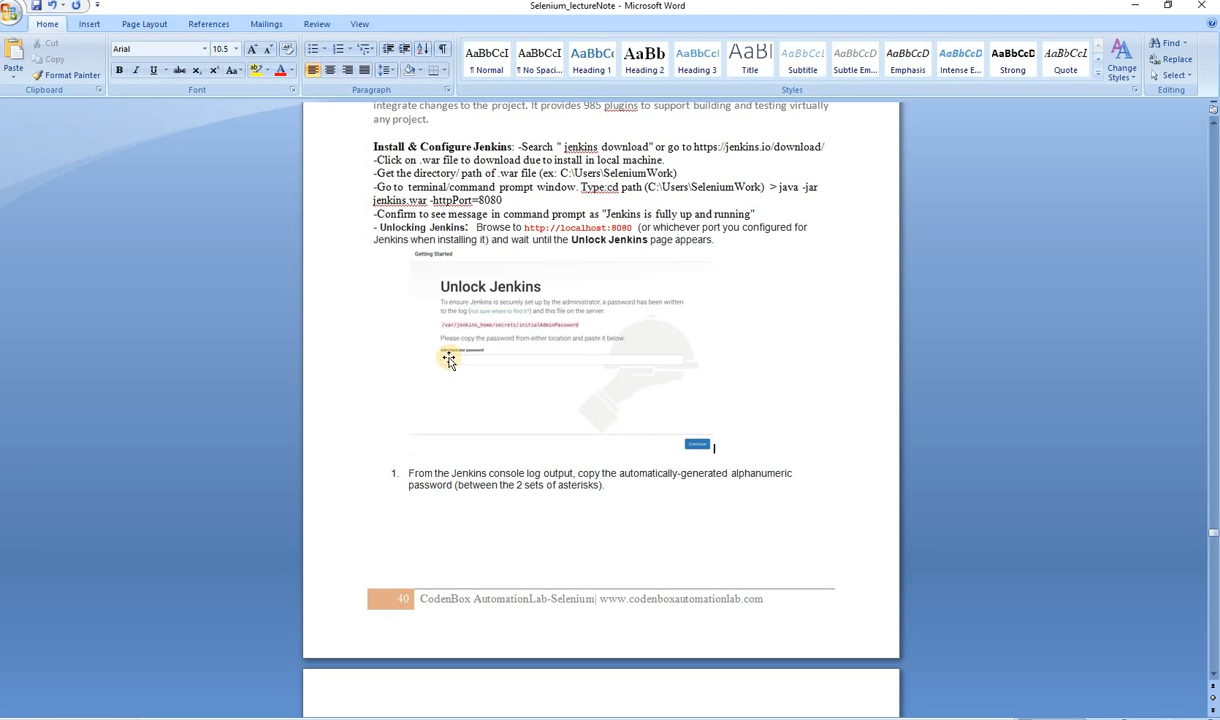 Selenium_lectureNote - Microsoft Word
Home Insert Page Layout References Mailings Review View
Paste Cut Copy Format Painter
Arial 10.5
AaBbCcI AaBbCcI AaBbCc AaBb AaBbCcI AaBl AaBbCcI AaBbCcD AaBbCcD AaBbCcD AaBbCcD AaBbCcI
¶ Normal ¶ No Spaci... Heading 1 Heading 2 Heading 3 Title Subtitle Subtle Em... Emphasis Intense E... Strong Quote
Change Styles
Find Replace Select
Clipboard Font Paragraph Styles Editing
integrate changes to the project. It provides 985 plugins to support building and testing virtually
any project.
Install & Configure Jenkins: -Search " jenkins download" or go to https://jenkins.io/download/
-Click on .war file to download due to install in local machine.
-Get the directory/ path of .war file (ex: C:\Users\SeleniumWork)
-Go to terminal/command prompt window. Type:cd path (C:\Users\SeleniumWork) > java -jar
jenkins.war -httpPort=8080
-Confirm to see message in command prompt as "Jenkins is fully up and running"
- Unlocking Jenkins: Browse to http://localhost:8080 (or whichever port you configured for
Jenkins when installing it) and wait until the Unlock Jenkins page appears.
Getting Started
Unlock Jenkins
To ensure Jenkins is securely set up by the administrator, a password has been written
to the log (not sure where to find it?) and this file on the server:
/var/jenkins_home/secrets/initialAdminPassword
Please copy the password from either location and paste it below.
Administrator password
Continue
1. From the Jenkins console log output, copy the automatically-generated alphanumeric
password (between the 2 sets of asterisks).
40 CodenBox AutomationLab-Selenium| www.codenboxautomationlab.com